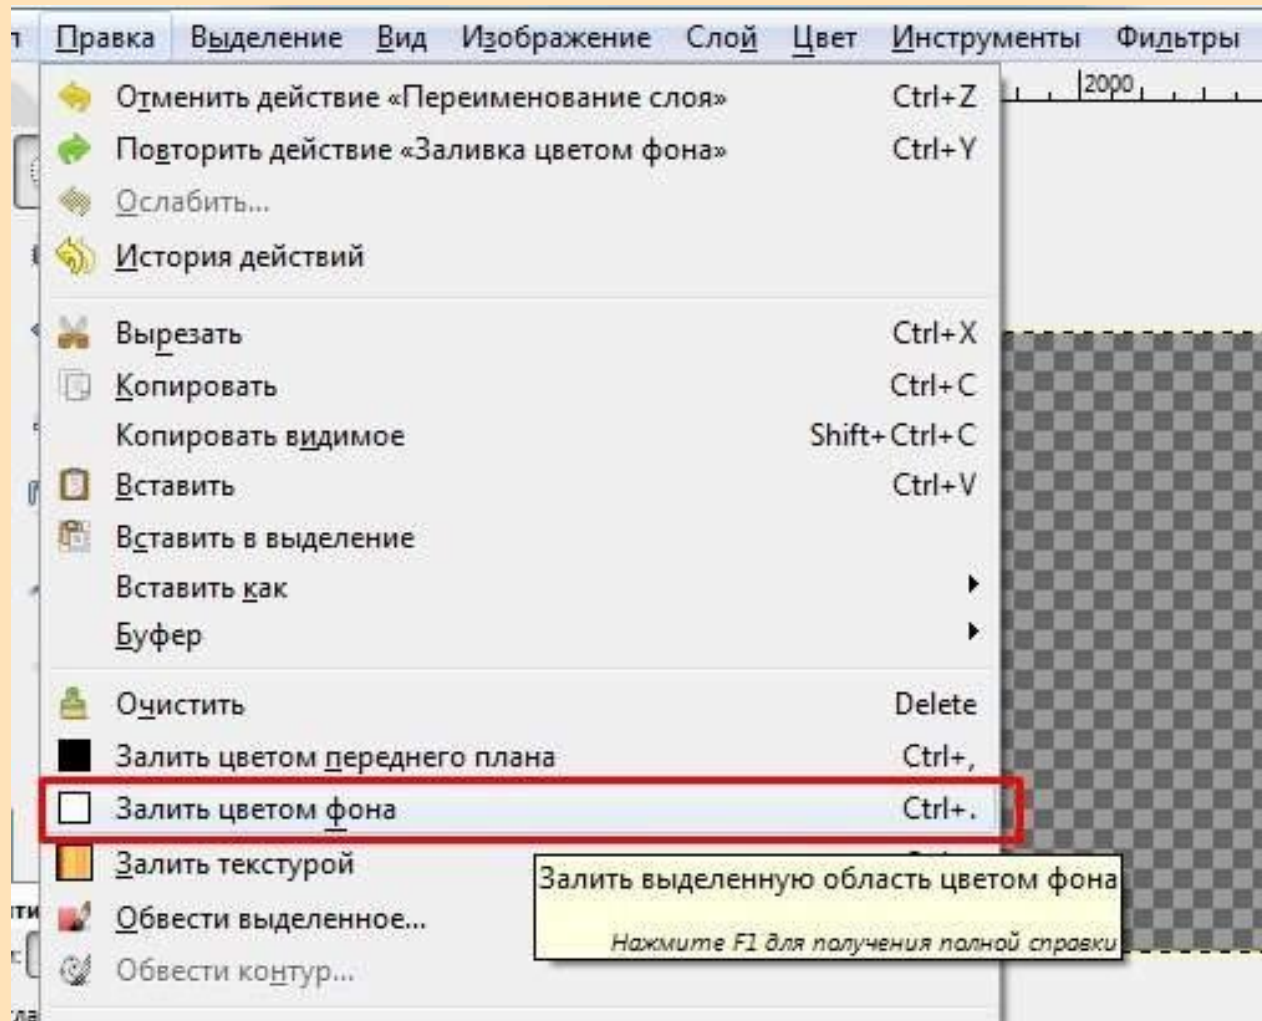 Правка Выделение Вид Изображение Слой Цвет Инструменты Фильтры
2000
Отменить действие «Переименование слоя» Ctrl+Z
Повторить действие «Заливка цветом фона» Ctrl+Y
Ослабить...
История действий
Вырезать Ctrl+X
Копировать Ctrl+C
Копировать видимое Shift+Ctrl+C
Вставить Ctrl+V
Вставить в выделение
Вставить как
Буфер
Очистить Delete
Залить цветом переднего плана Ctrl+,
Залить цветом фона Ctrl+.
Залить текстурой
Залить выделенную область цветом фона
Обвести выделенное...
Нажмите F1 для получения полной справки
Обвести контур...